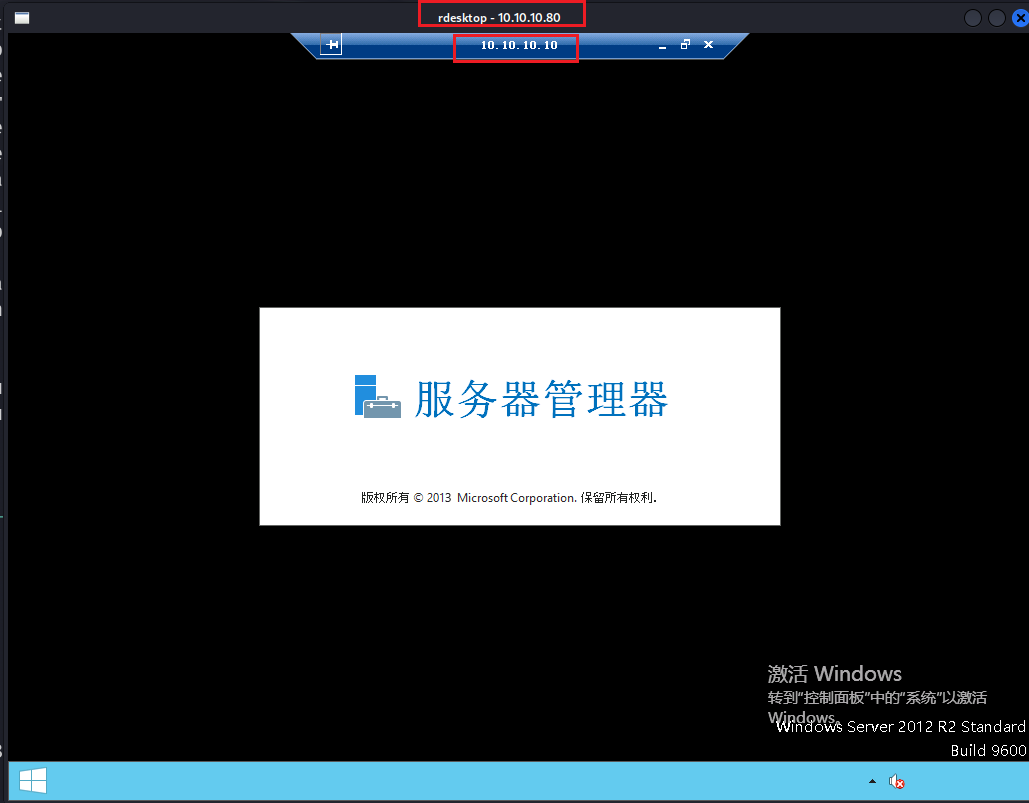 rdesktop - 10.10.10.80
10.10.10.10
服务器管理器
版权所有 © 2013 Microsoft Corporation. 保留所有权利。
激活 Windows
转到"控制面板"中的"系统"以激活
Windows。
Windows Server 2012 R2 Standard
Build 9600